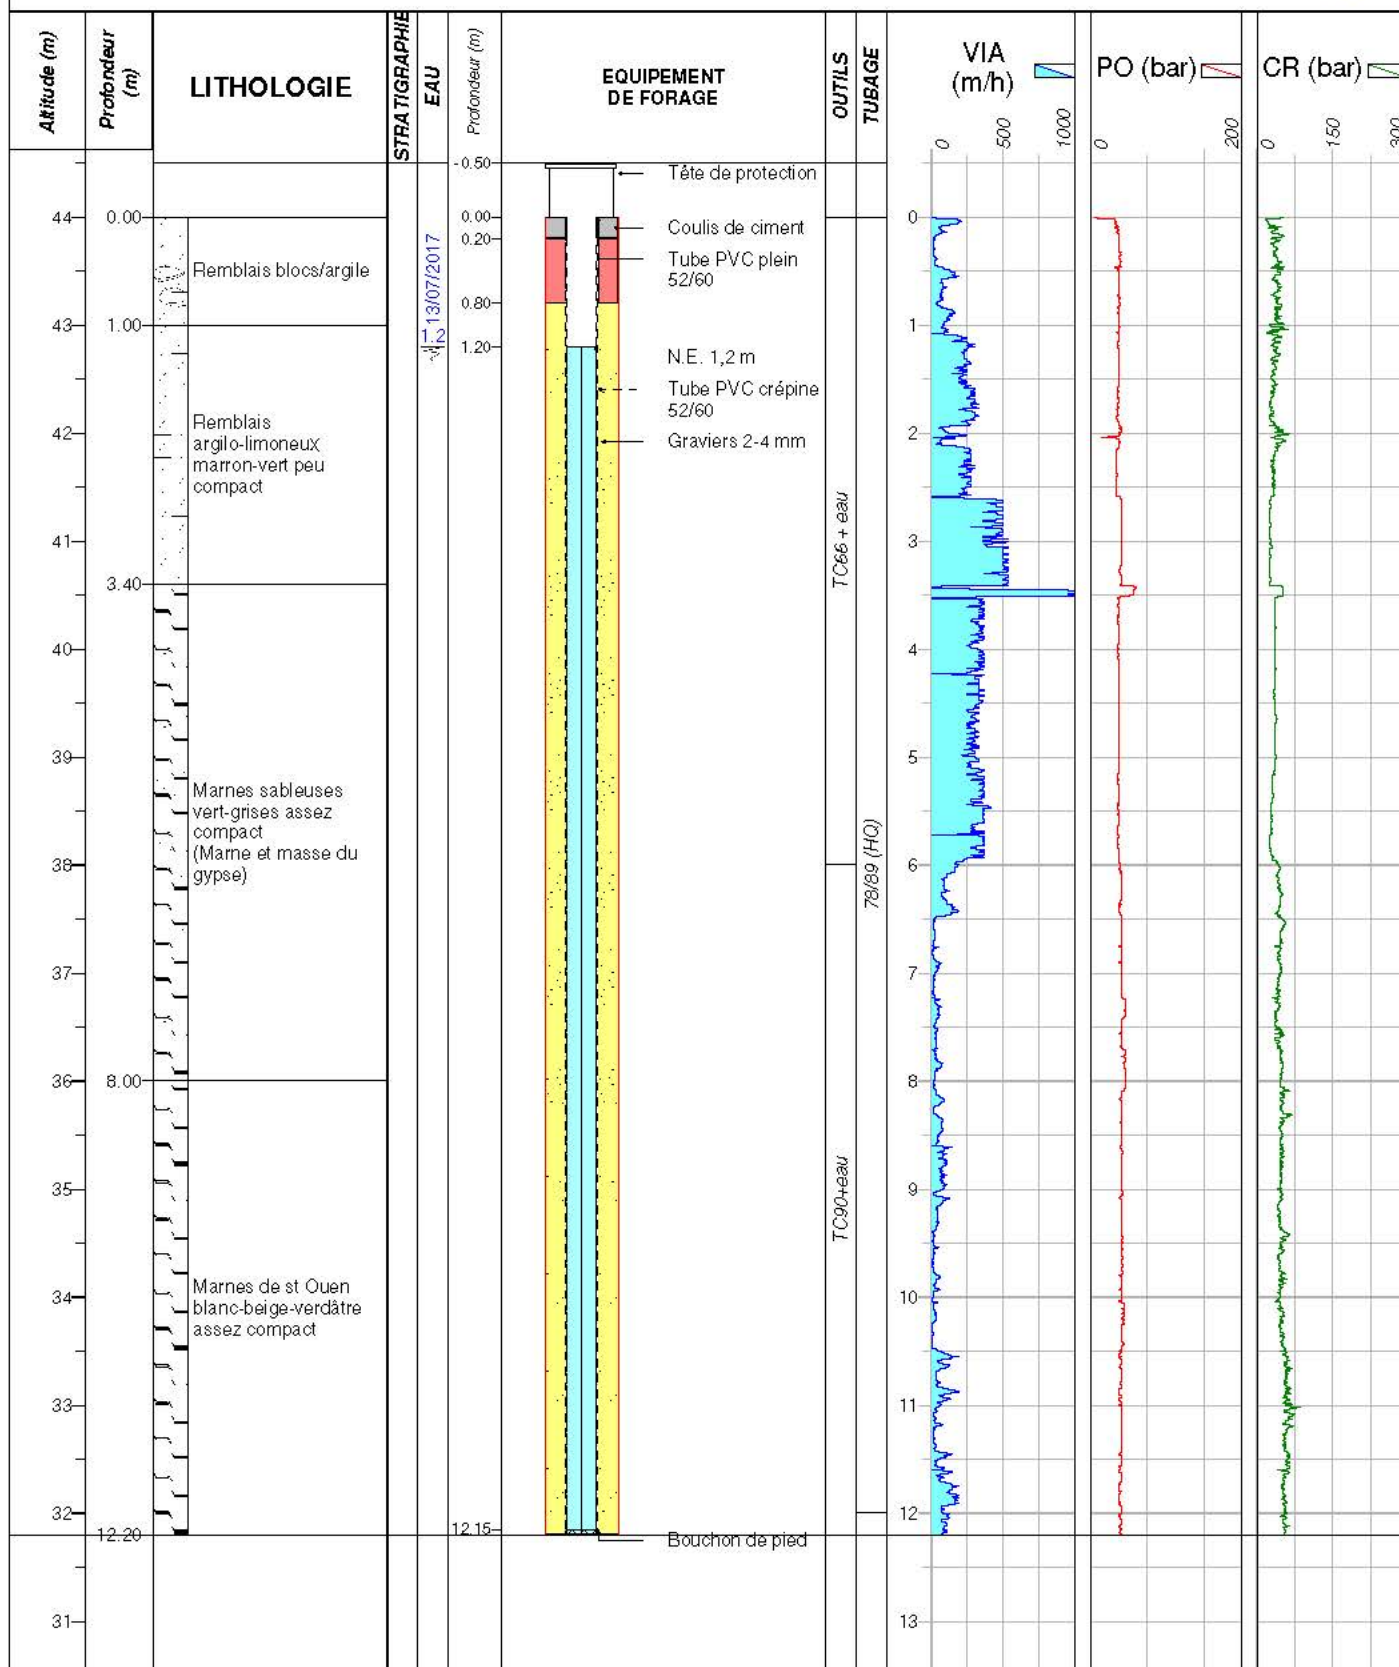 Altitude (m)
Profondeur
(m)
LITHOLOGIE
STRATIGRAPHIE
EAU
Profondeur (m)
EQUIPEMENT
DE FORAGE
OUTILS
TUBAGE
VIA
(m/h)
0
500
1000
PO (bar)
0
200
CR (bar)
0
150
300
44
43
42
41
40
39
38
37
36
35
34
33
32
31
0.00
1.00
3.40
8.00
12.20
Remblais blocs/argile
Remblais
argilo-limoneux
marron-vert peu
compact
Marnes sableuses
vert-grises assez
compact
(Marne et masse du
gypse)
Marnes de st Ouen
blanc-beige-verdâtre
assez compact
1.2
13/07/2017
-0.50
0.00
0.20
0.80
1.20
12.15
Tête de protection
Coulis de ciment
Tube PVC plein
52/60
N.E. 1,2 m
Tube PVC crépine
52/60
Graviers 2-4 mm
Bouchon de pied
TC66 + eau
TC90+eau
78/89 (HQ)
0
1
2
3
4
5
6
7
8
9
10
11
12
13